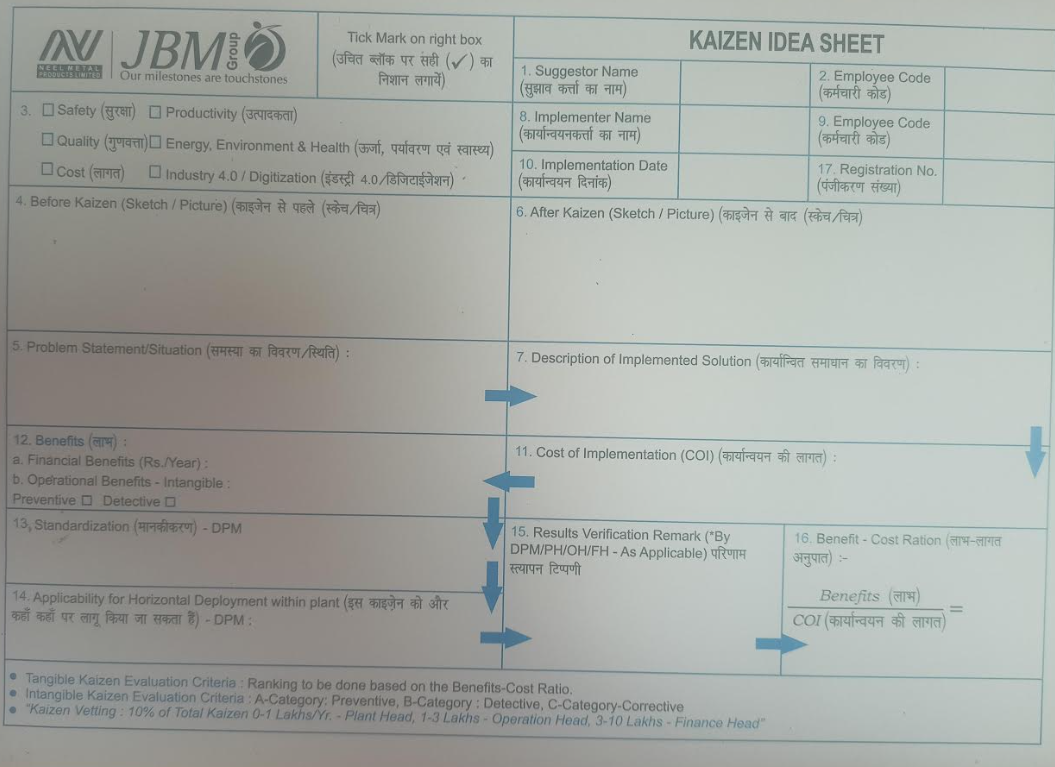 NEEL METAL
PRODUCTS LIMITED
JBM Group
Our milestones are touchstones
Tick Mark on right box
(उचित ब्लॉक पर सही (✓) का
निशान लगायें)
KAIZEN IDEA SHEET
1. Suggestor Name
(सुझाव कर्त्ता का नाम)
2. Employee Code
(कर्मचारी कोड)
3. ☐ Safety (सुरक्षा) ☐ Productivity (उत्पादकता)
☐ Quality (गुणवत्ता) ☐ Energy, Environment & Health (ऊर्जा, पर्यावरण एवं स्वास्थ्य)
☐ Cost (लागत) ☐ Industry 4.0 / Digitization (इंडस्ट्री 4.0/डिजिटाईजेशन)
8. Implementer Name
(कार्यान्वयनकर्त्ता का नाम)
9. Employee Code
(कर्मचारी कोड)
10. Implementation Date
(कार्यान्वयन दिनांक)
17. Registration No.
(पंजीकरण संख्या)
4. Before Kaizen (Sketch / Picture) (काइजेन से पहले (स्केच/चित्र)
6. After Kaizen (Sketch / Picture) (काइजेन से बाद (स्केच/चित्र)
5. Problem Statement/Situation (समस्या का विवरण/स्थिति) :
7. Description of Implemented Solution (कार्यान्वित समाधान का विवरण) :
12. Benefits (लाभ) :
a. Financial Benefits (Rs./Year) :
b. Operational Benefits - Intangible :
Preventive ☐ Detective ☐
11. Cost of Implementation (COI) (कार्यान्वयन की लागत) :
13, Standardization (मानकीकरण) - DPM
14. Applicability for Horizontal Deployment within plant (इस काइज़ेन को और
कहाँ कहाँ पर लागू किया जा सकता है) - DPM :
15. Results Verification Remark (*By
DPM/PH/OH/FH - As Applicable) परिणाम
स्त्यापन टिप्पणी
16. Benefit - Cost Ration (लाभ-लागत
अनुपात) :-
Benefits (लाभ)
COI (कार्यान्वयन की लागत) =
• Tangible Kaizen Evaluation Criteria : Ranking to be done based on the Benefits-Cost Ratio.
• Intangible Kaizen Evaluation Criteria : A-Category: Preventive, B-Category : Detective, C-Category-Corrective
• "Kaizen Vetting : 10% of Total Kaizen 0-1 Lakhs/Yr. - Plant Head, 1-3 Lakhs - Operation Head, 3-10 Lakhs - Finance Head"